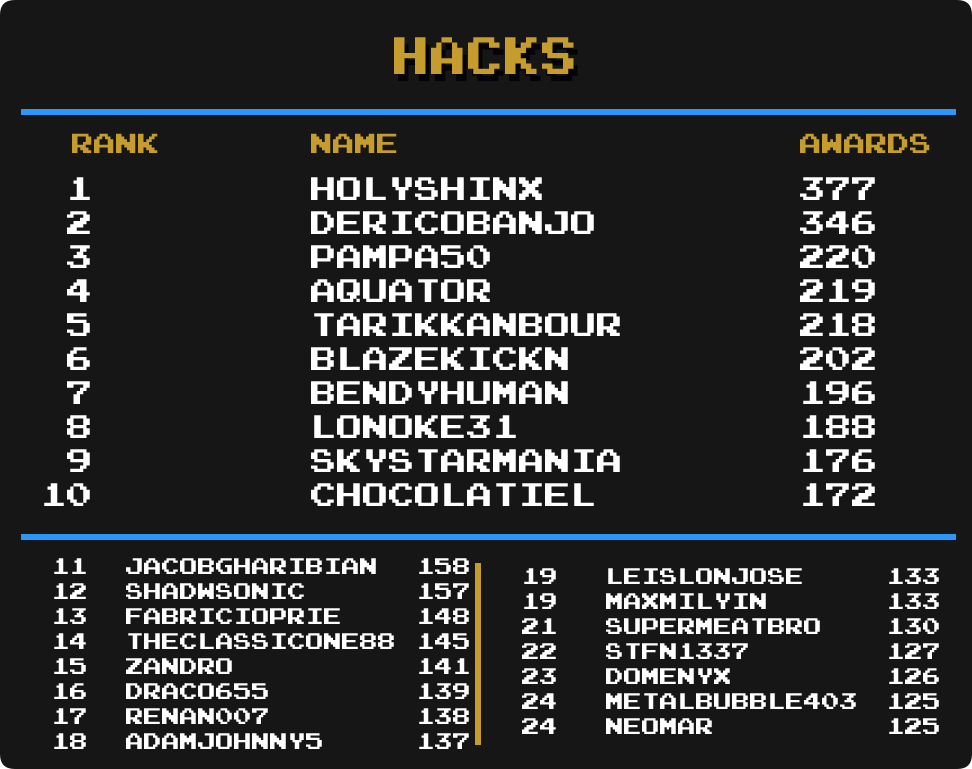 HACKS
RANK NAME AWARDS
1 HOLYSHINX 377
2 DERICOBANJO 346
3 PAMPA50 220
4 AQUATOR 219
5 TARIKKANBOUR 218
6 BLAZEKICKN 202
7 BENDYHUMAN 196
8 LONOKE31 188
9 SKYSTARMANIA 176
10 CHOCOLATIEL 172
11 JACOBGHARIBIAN 158
12 SHADWSONIC 157
13 FABRICIOPRIE 148
14 THECLASSICONE88 145
15 ZANDRO 141
16 DRACO655 139
17 RENAN007 138
18 ADAMJOHNNY5 137
19 LEISLONJOSE 133
19 MAXMILYIN 133
21 SUPERMEATBRO 130
22 STFN1337 127
23 DOMENYX 126
24 METALBUBBLE403 125
24 NEOMAR 125